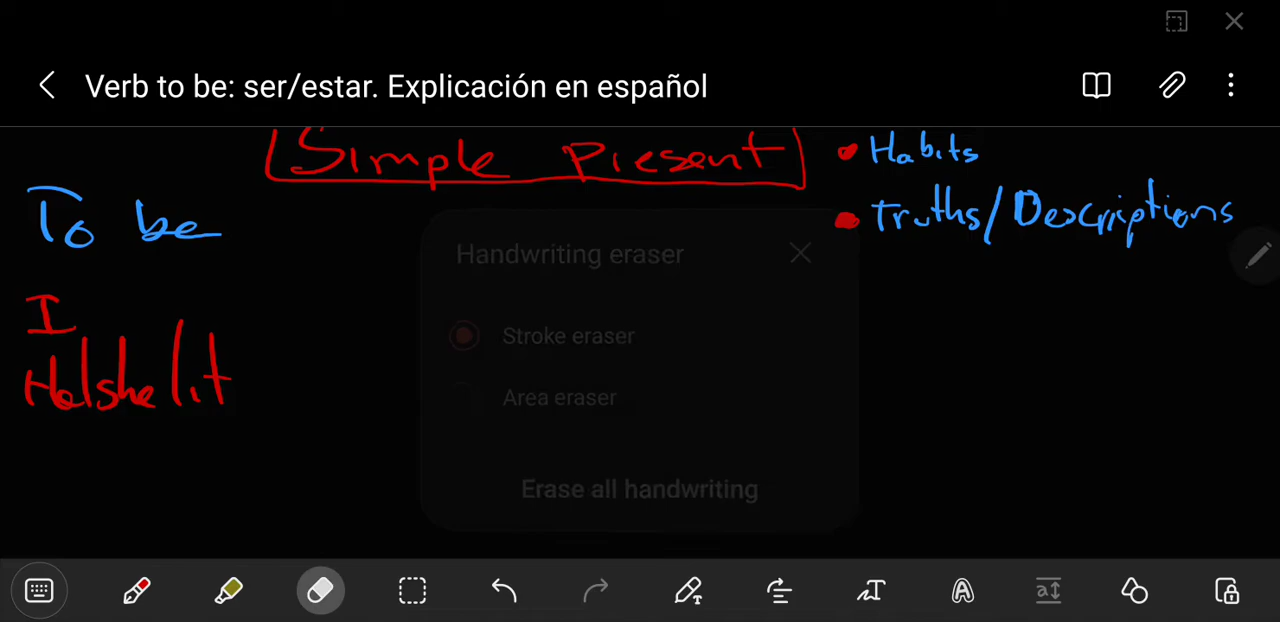 Verb to be: ser/estar. Explicación en español
Simple Present
• Habits
To be
• Truths/Descriptions
Handwriting eraser
I
Stroke eraser
He/she/it
Area eraser
Erase all handwriting